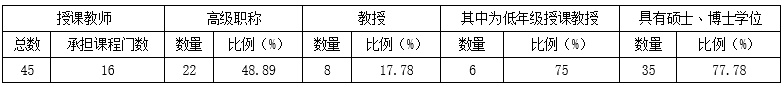 授课教师 高级职称 教授 其中为低年级授课教授 具有硕士、博士学位
总数 承担课程门数 数量 比例（%） 数量 比例（%） 数量 比例（%） 数量 比例（%）
45 16 22 48.89 8 17.78 6 75 35 77.78